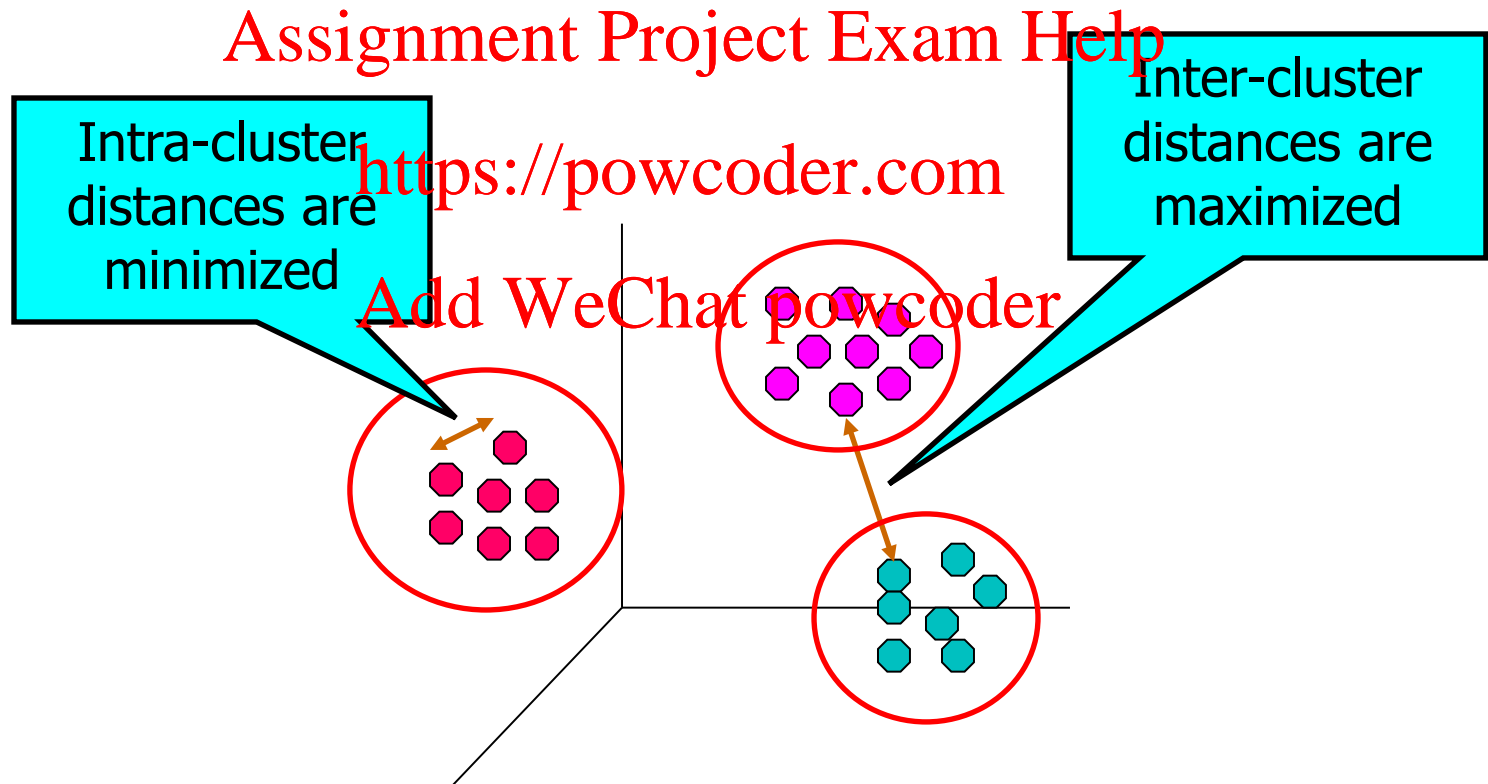 Assignment Project Exam Help
Intra-cluster
distances are
minimized
https://powcoder.com
Add WeChat powcoder
Inter-cluster
distances are
maximized